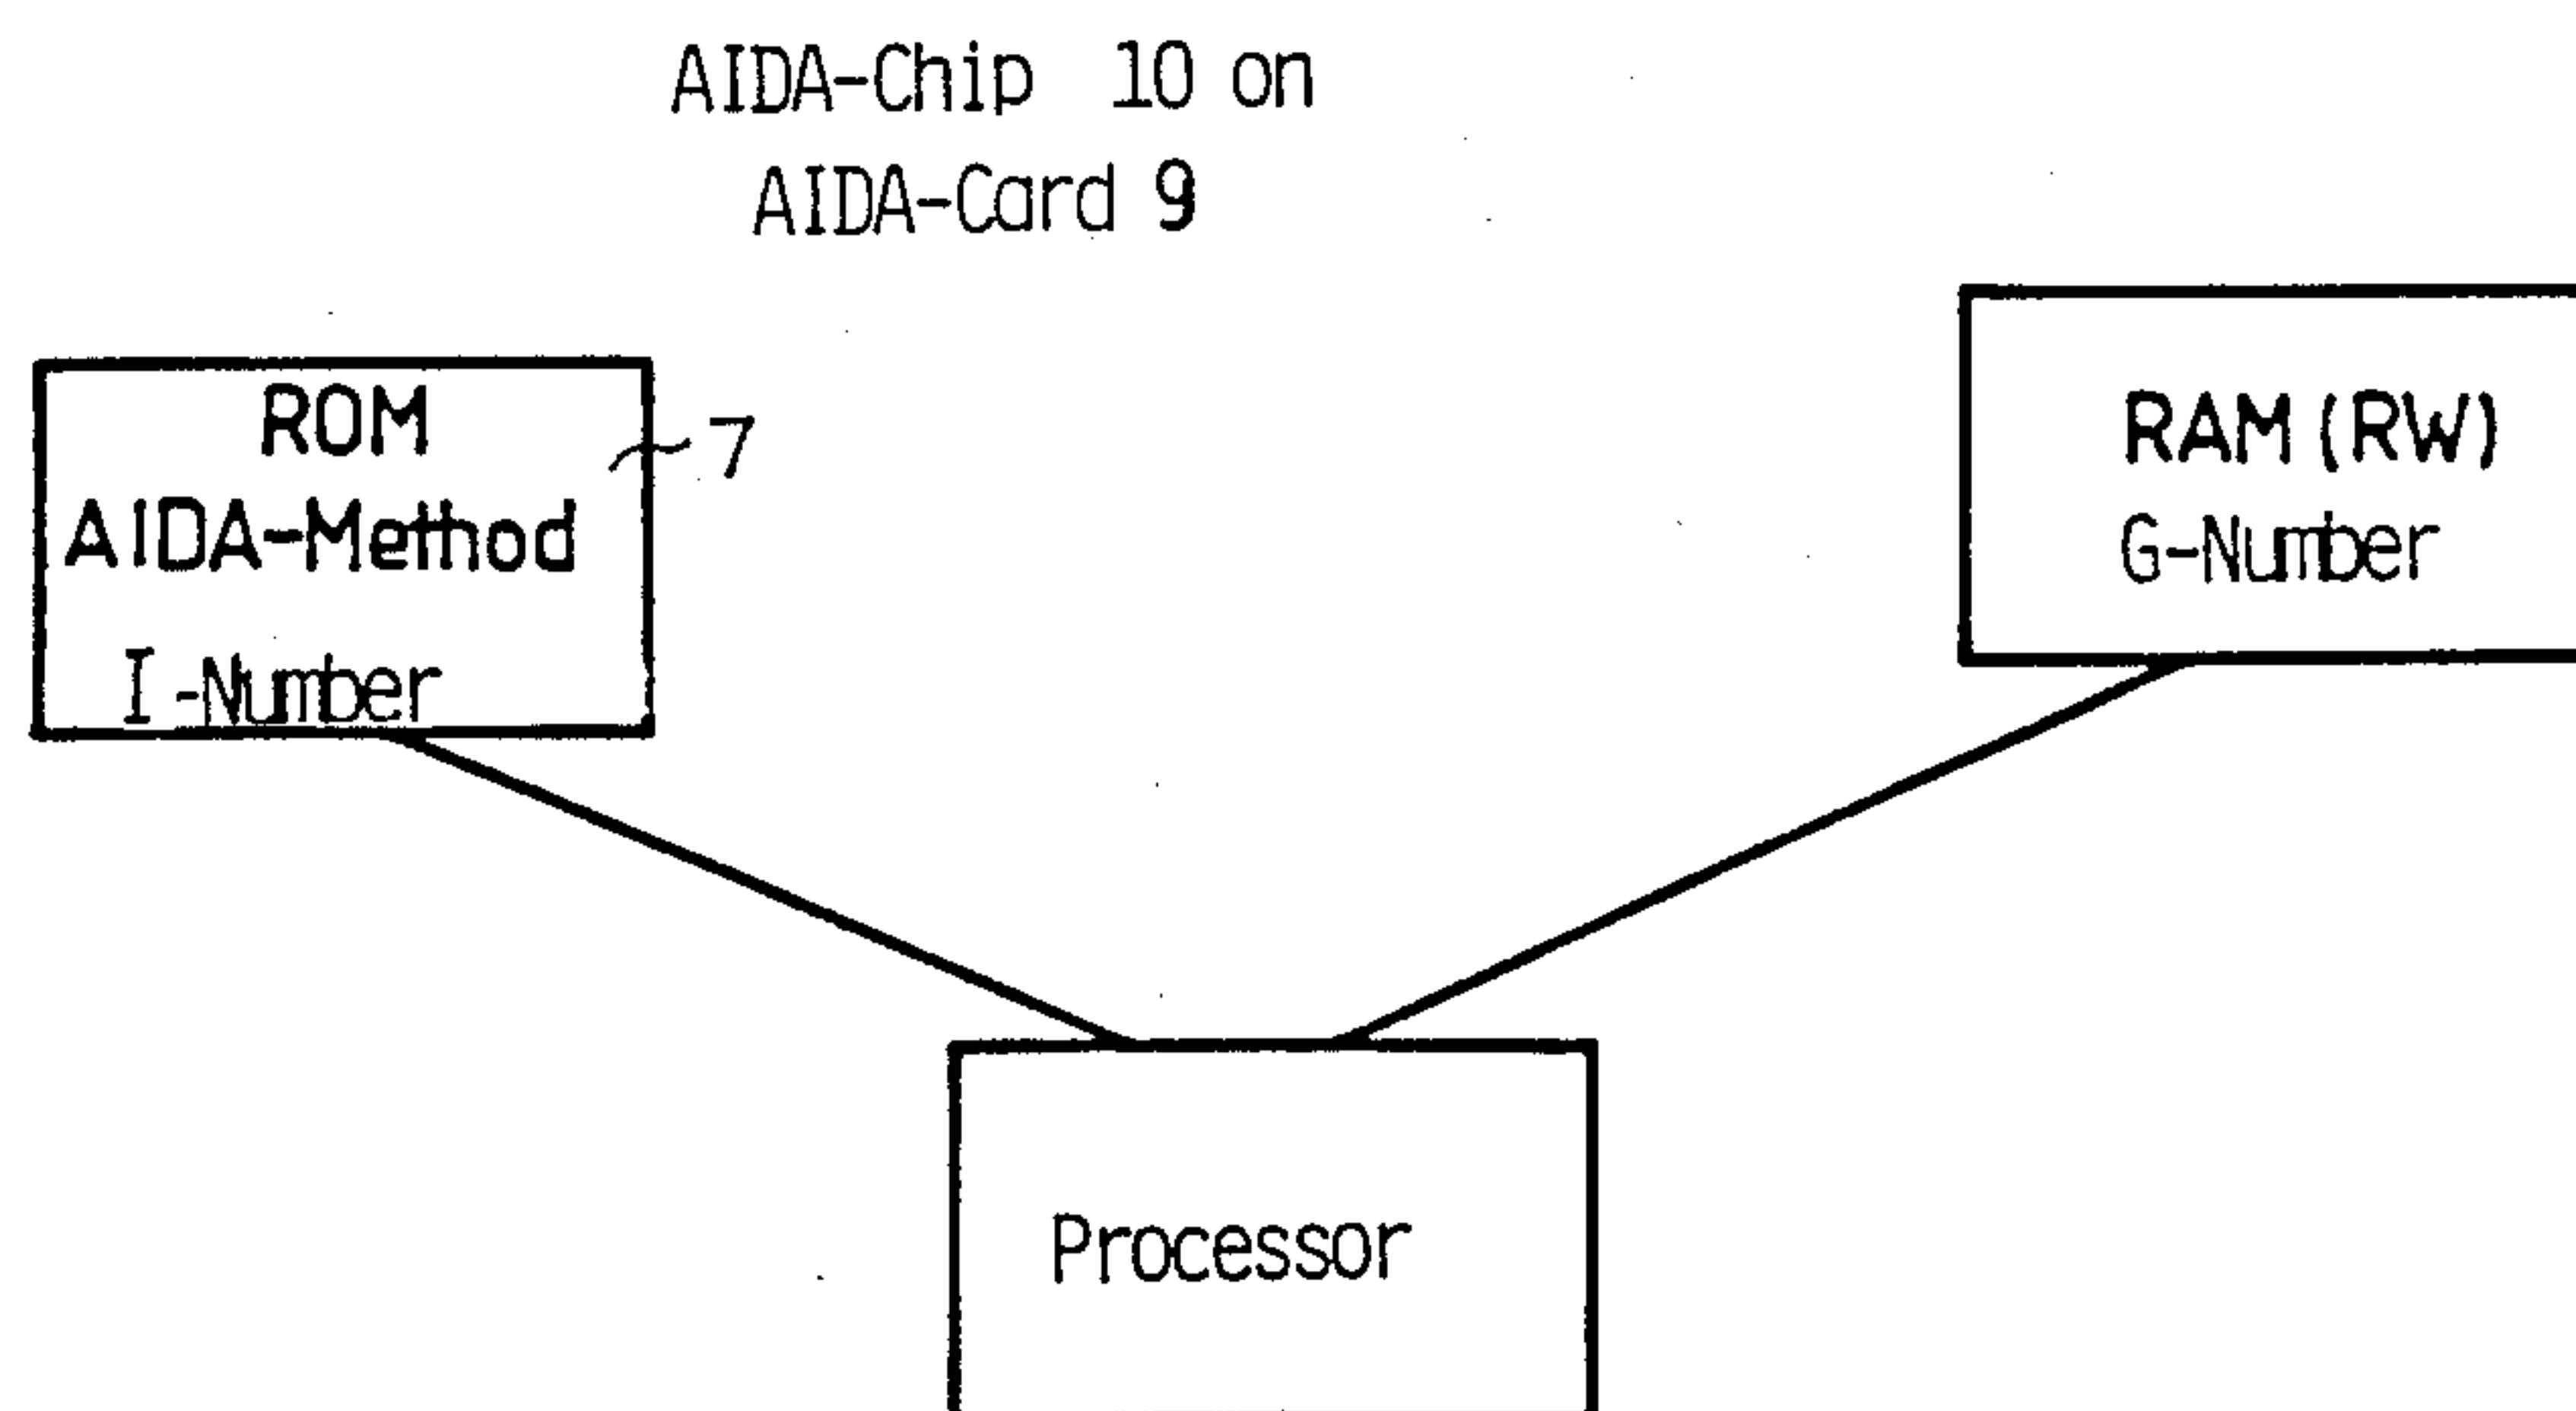 AIDA-Chip 10 on
AIDA-Card 9
ROM
AIDA-Method
I-Number
7
RAM (RW)
G-Number
Processor